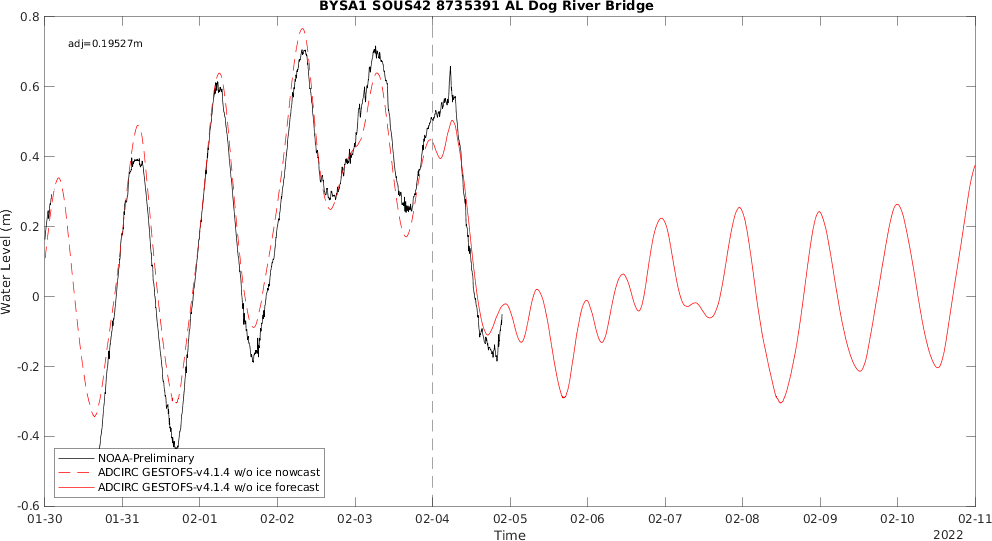 BYSA1 SOUS42 8735391 AL Dog River Bridge
adj=0.19527m
0.8
0.6
0.4
0.2
0
-0.2
-0.4
-0.6
Water Level (m)
NOAA-Preliminary
ADCIRC GESTOFS-v4.1.4 w/o ice nowcast
ADCIRC GESTOFS-v4.1.4 w/o ice forecast
01-30 01-31 02-01 02-02 02-03 02-04 02-05 02-06 02-07 02-08 02-09 02-10 02-11
Time
2022